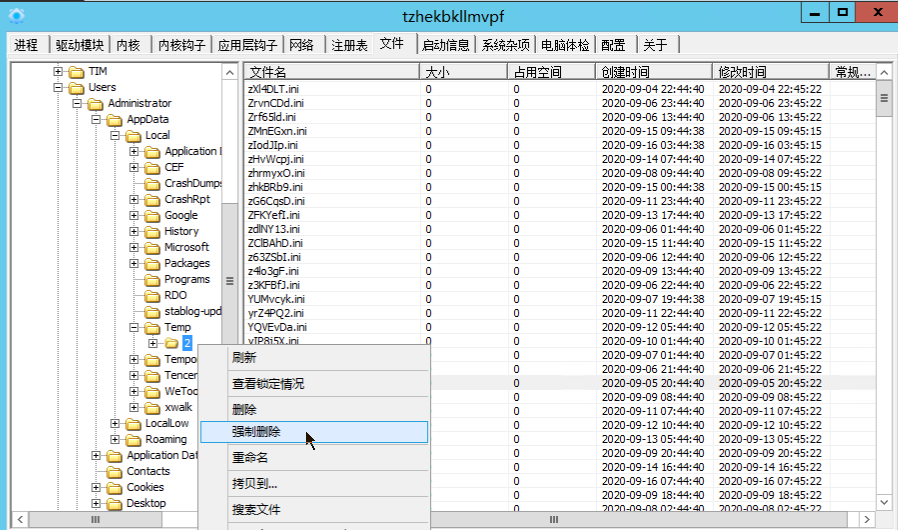 tzhekbkllmvpf
进程 驱动模块 内核 内核钩子 应用层钩子 网络 注册表 文件 启动信息 系统杂项 电脑体检 配置 关于
TIM
Users
Administrator
AppData
Local
Application I
CEF
CrashDumps
CrashRpt
Google
History
Microsoft
Packages
Programs
RDO
stablog-upd
Temp
2
Tempo
Tencer
WeToo
xwalk
LocalLow
Roaming
Application Dat
Contacts
Cookies
Desktop
文件名 大小 占用空间 创建时间 修改时间 常规...
zXl4DLT.ini 0 0 2020-09-04 22:44:40 2020-09-04 22:45:22
ZrvnCDd.ini 0 0 2020-09-06 23:44:40 2020-09-06 23:45:22
Zrf65ld.ini 0 0 2020-09-06 13:44:40 2020-09-06 13:45:22
ZMnEGxn.ini 0 0 2020-09-15 09:44:38 2020-09-15 09:45:15
zIodJIp.ini 0 0 2020-09-16 03:44:38 2020-09-16 03:45:15
zHvWcpj.ini 0 0 2020-09-14 07:44:40 2020-09-14 07:45:22
zhrmyxO.ini 0 0 2020-09-08 09:44:40 2020-09-08 09:45:22
zhkBRb9.ini 0 0 2020-09-15 00:44:38 2020-09-15 00:45:15
zG6CqsD.ini 0 0 2020-09-11 23:44:40 2020-09-11 23:45:22
ZFKYefI.ini 0 0 2020-09-13 17:44:40 2020-09-13 17:45:22
zdlNY13.ini 0 0 2020-09-06 01:44:40 2020-09-06 01:45:22
ZClBAhD.ini 0 0 2020-09-15 11:44:40 2020-09-15 11:45:22
z63ZSbI.ini 0 0 2020-09-06 12:44:40 2020-09-06 12:45:22
z4lo3gF.ini 0 0 2020-09-09 13:44:40 2020-09-09 13:45:22
z3KFBfJ.ini 0 0 2020-09-06 22:44:40 2020-09-06 22:45:22
YUMvcyk.ini 0 0 2020-09-07 19:44:38 2020-09-07 19:45:15
yrZ4PQ2.ini 0 0 2020-09-11 22:44:40 2020-09-11 22:45:22
YQVEvDa.ini 0 0 2020-09-12 05:44:40 2020-09-12 05:45:22
yIP8i5X.ini 0 0 2020-09-10 01:44:40 2020-09-10 01:45:22
0 2020-09-07 01:44:40 2020-09-07 01:45:22
0 2020-09-06 21:44:40 2020-09-06 21:45:22
0 2020-09-05 20:44:40 2020-09-05 20:45:22
0 2020-09-09 08:44:40 2020-09-09 08:45:22
0 2020-09-11 07:44:40 2020-09-11 07:45:22
0 2020-09-12 10:44:40 2020-09-12 10:45:22
0 2020-09-13 05:44:40 2020-09-13 05:45:22
0 2020-09-09 20:44:40 2020-09-09 20:45:22
0 2020-09-14 16:44:40 2020-09-14 16:45:22
0 2020-09-16 07:44:40 2020-09-16 07:45:22
0 2020-09-09 18:44:40 2020-09-09 18:45:22
0 2020-09-08 02:44:40 2020-09-08 02:45:22
刷新
查看锁定情况
删除
强制删除
重命名
拷贝到...
搜索文件